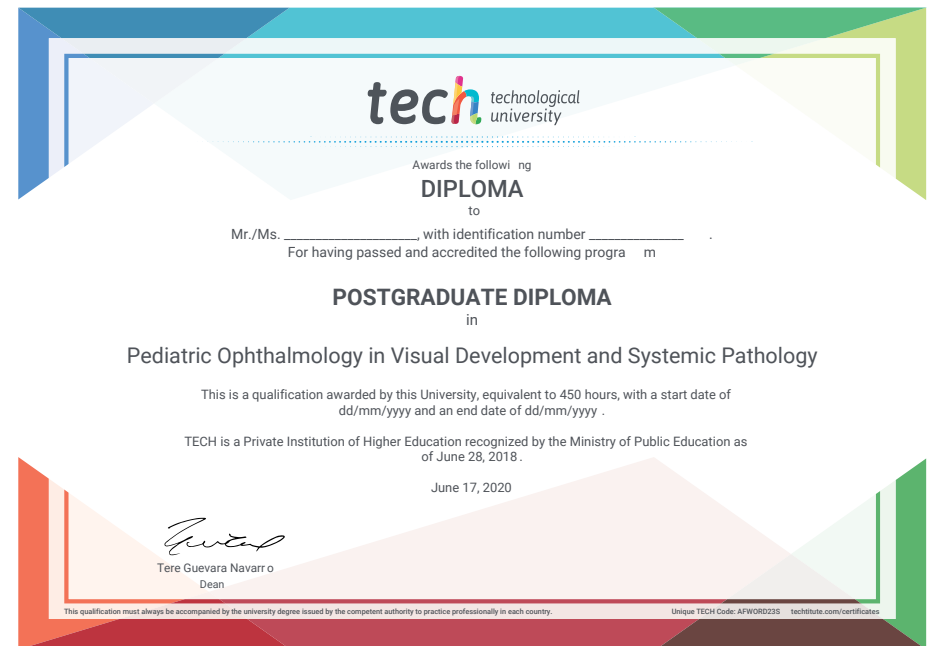 tech technological
university
Awards the followi ng
DIPLOMA
to
Mr./Ms. ____________________, with identification number ______________ .
For having passed and accredited the following progra m
POSTGRADUATE DIPLOMA
in
Pediatric Ophthalmology in Visual Development and Systemic Pathology
This is a qualification awarded by this University, equivalent to 450 hours, with a start date of
dd/mm/yyyy and an end date of dd/mm/yyyy .
TECH is a Private Institution of Higher Education recognized by the Ministry of Public Education as
of June 28, 2018 .
June 17, 2020
Tere Guevara Navarr o
Dean
This qualification must always be accompanied by the university degree issued by the competent authority to practice professionally in each country.
Unique TECH Code: AFWORD23S techtitute.com/certificates